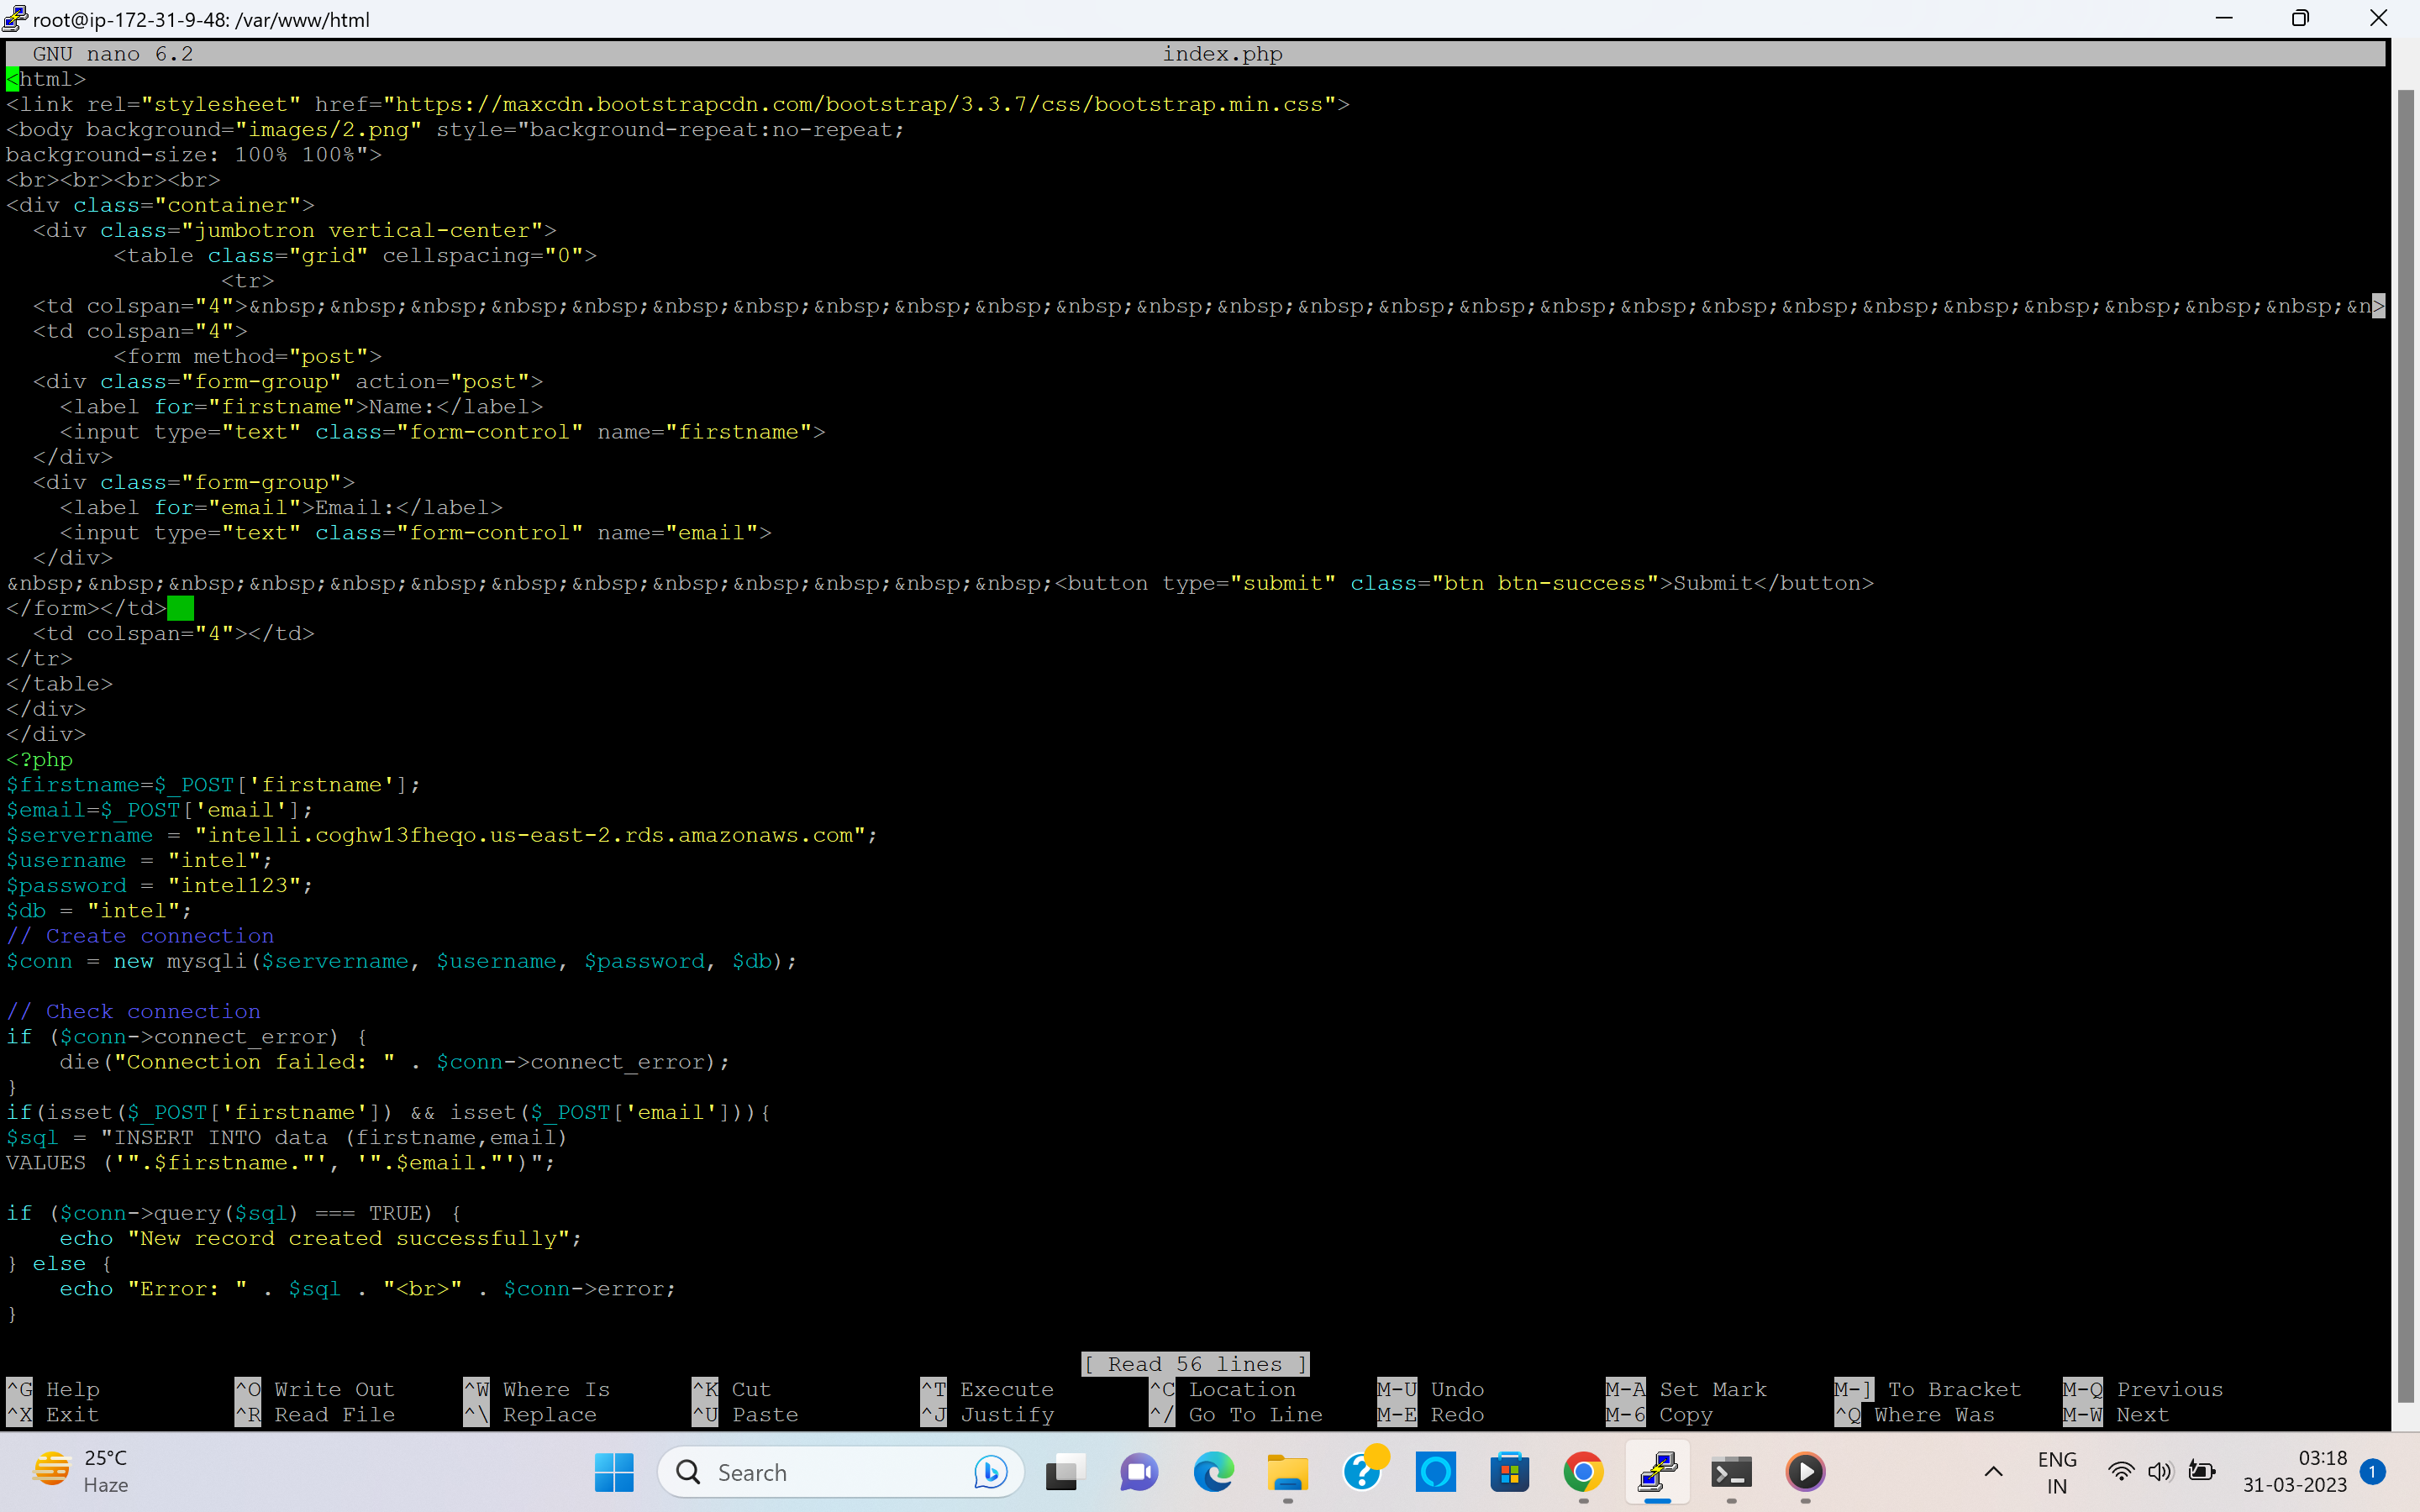 root@ip-172-31-9-48: /var/www/html
GNU nano 6.2 index.php
<html>
<link rel="stylesheet" href="https://maxcdn.bootstrapcdn.com/bootstrap/3.3.7/css/bootstrap.min.css">
<body background="images/2.png" style="background-repeat:no-repeat;
background-size: 100% 100%">
<br><br><br><br>
<div class="container">
  <div class="jumbotron vertical-center">
        <table class="grid" cellspacing="0">
                <tr>
  <td colspan="4">&nbsp;&nbsp;&nbsp;&nbsp;&nbsp;&nbsp;&nbsp;&nbsp;&nbsp;&nbsp;&nbsp;&nbsp;&nbsp;&nbsp;&nbsp;&nbsp;&nbsp;&nbsp;&nbsp;&nbsp;&nbsp;&nbsp;&nbsp;&nbsp;&nbsp;&nbsp;&n>
  <td colspan="4">
        <form method="post">
  <div class="form-group" action="post">
    <label for="firstname">Name:</label>
    <input type="text" class="form-control" name="firstname">
  </div>
  <div class="form-group">
    <label for="email">Email:</label>
    <input type="text" class="form-control" name="email">
  </div>
&nbsp;&nbsp;&nbsp;&nbsp;&nbsp;&nbsp;&nbsp;&nbsp;&nbsp;&nbsp;&nbsp;&nbsp;&nbsp;<button type="submit" class="btn btn-success">Submit</button>
</form></td>
  <td colspan="4"></td>
</tr>
</table>
</div>
</div>
<?php
$firstname=$_POST['firstname'];
$email=$_POST['email'];
$servername = "intelli.coghw13fheqo.us-east-2.rds.amazonaws.com";
$username = "intel";
$password = "intel123";
$db = "intel";
// Create connection
$conn = new mysqli($servername, $username, $password, $db);
// Check connection
if ($conn->connect_error) {
    die("Connection failed: " . $conn->connect_error);
}
if(isset($_POST['firstname']) && isset($_POST['email'])){
$sql = "INSERT INTO data (firstname,email)
VALUES ('".$firstname."', '".$email."')";
if ($conn->query($sql) === TRUE) {
    echo "New record created successfully";
} else {
    echo "Error: " . $sql . "<br>" . $conn->error;
}
[ Read 56 lines ]
^G Help ^O Write Out ^W Where Is ^K Cut ^T Execute ^C Location M-U Undo M-A Set Mark M-] To Bracket M-Q Previous
^X Exit ^R Read File ^\ Replace ^U Paste ^J Justify ^/ Go To Line M-E Redo M-6 Copy ^Q Where Was M-W Next
25°C
Haze
Search
ENG
IN
03:18
31-03-2023
1